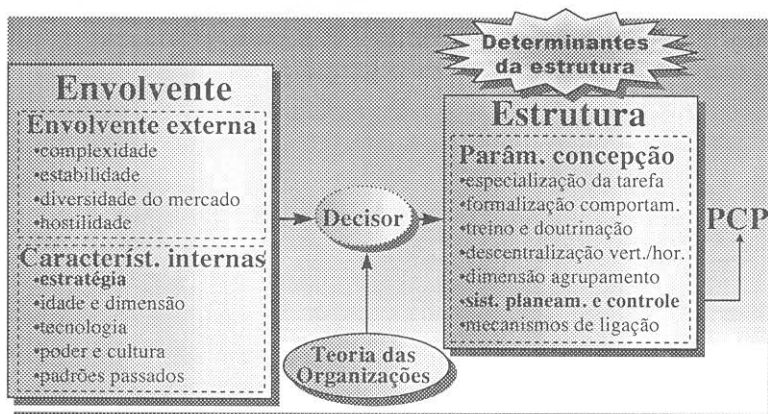 Determinantes
da estrutura
Envolvente
Envolvente externa
•complexidade
•estabilidade
•diversidade do mercado
•hostilidade
Característ. internas
•estratégia
•idade e dimensão
•tecnologia
•poder e cultura
•padrões passados
Decisor
Teoria das
Organizações
Estrutura
Parâm. concepção
•especialização da tarefa
•formalização comportam.
•treino e doutrinação
•descentralização vert./hor.
•dimensão agrupamento
•sist. planeam. e controle
•mecanismos de ligação
PCP